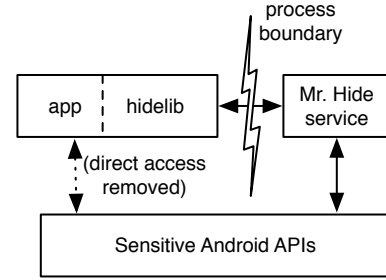 process
boundary
app
hidelib
Mr. Hide
service
(direct access
removed)
Sensitive Android APIs